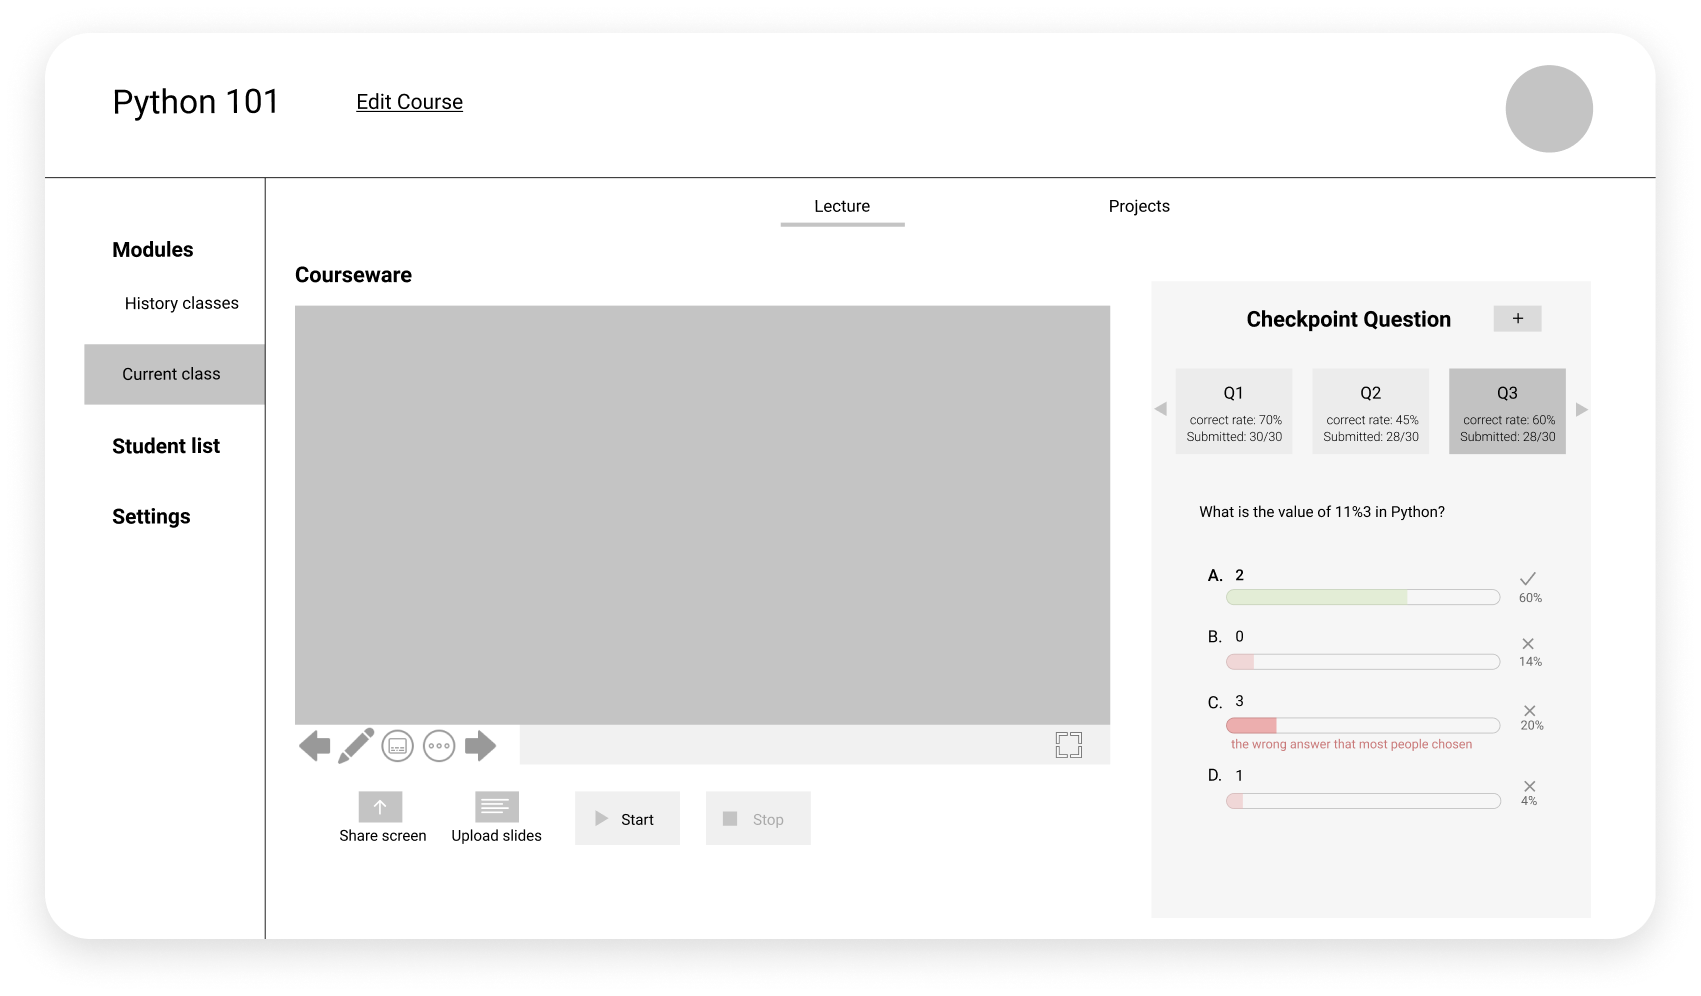 Python 101
Edit Course
Lecture
Projects
Modules
History classes
Current class
Student list
Settings
Courseware
Share screen
Upload slides
Start
Stop
Checkpoint Question
+
Q1
correct rate: 70%
Submitted: 30/30
Q2
correct rate: 45%
Submitted: 28/30
Q3
correct rate: 60%
Submitted: 28/30
What is the value of 11%3 in Python?
A. 2
60%
B. 0
14%
C. 3
20%
the wrong answer that most people chosen
D. 1
4%